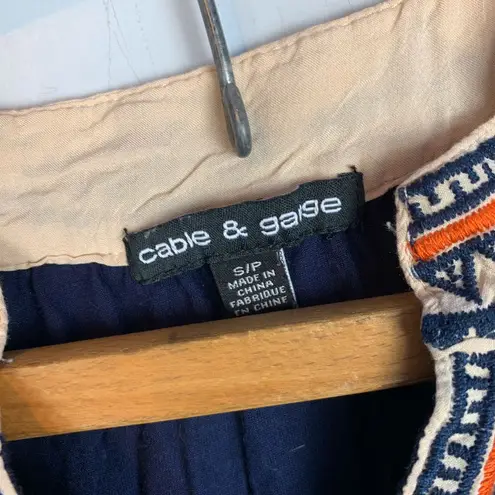 cable & gauge
S/P
MADE IN
CHINA
FABRIQUE
EN CHINE